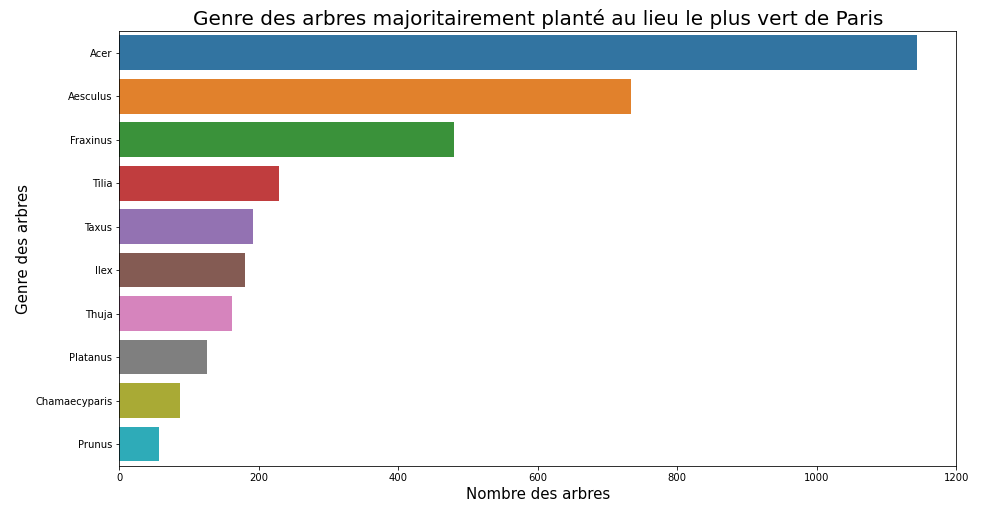 Genre des arbres majoritairement planté au lieu le plus vert de Paris
Genre des arbres
Acer
Aesculus
Fraxinus
Tilia
Taxus
Ilex
Thuja
Platanus
Chamaecyparis
Prunus
0 200 400 600 800 1000 1200
Nombre des arbres